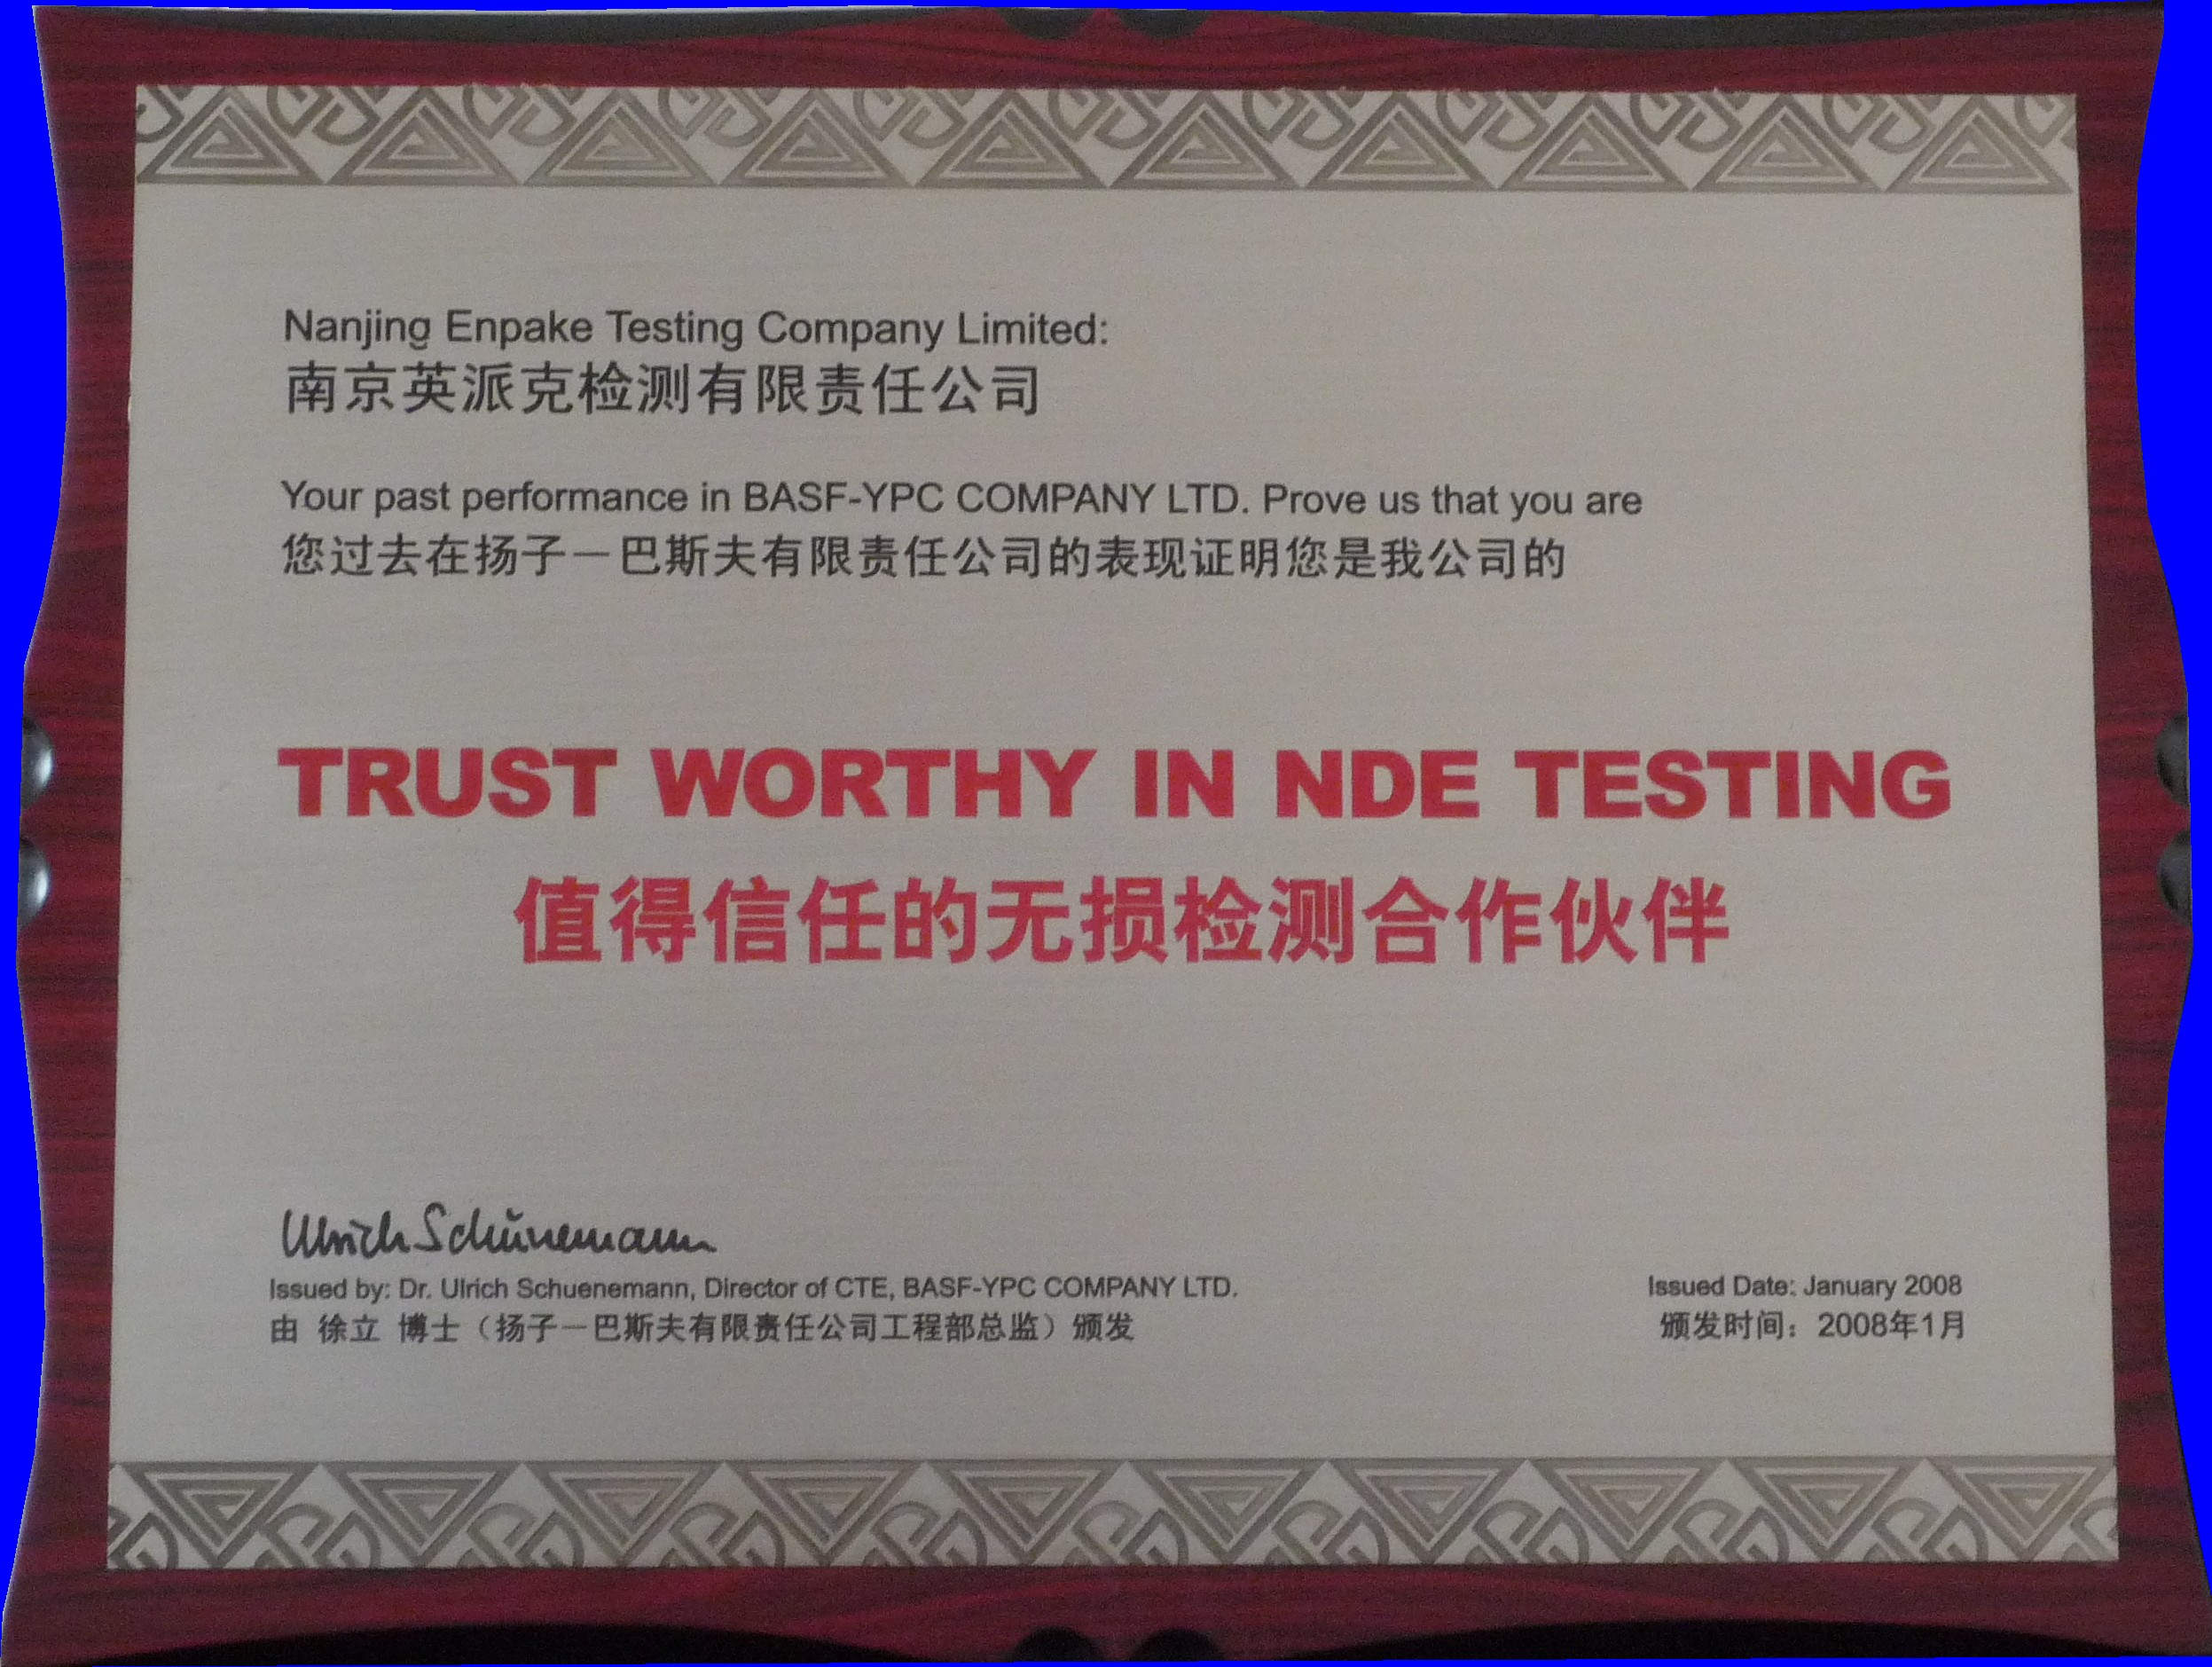 Nanjing Enpake Testing Company Limited:
南京英派克检测有限责任公司
Your past performance in BASF-YPC COMPANY LTD. Prove us that you are
您过去在扬子－巴斯夫有限责任公司的表现证明您是我公司的
TRUST WORTHY IN NDE TESTING
值得信任的无损检测合作伙伴
Ulrich Schünemann
Issued by: Dr. Ulrich Schuenemann, Director of CTE, BASF-YPC COMPANY LTD.
由 徐立 博士（扬子－巴斯夫有限责任公司工程部总监）颁发
Issued Date: January 2008
颁发时间：2008年1月